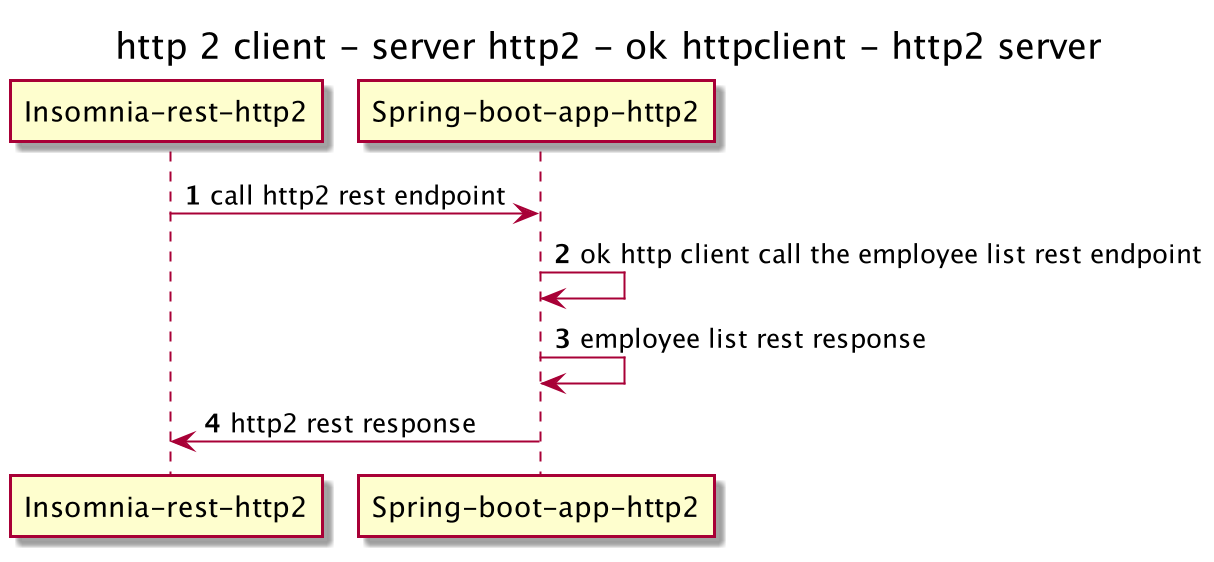 http 2 client - server http2 - ok httpclient - http2 server
Insomnia-rest-http2
Spring-boot-app-http2
1 call http2 rest endpoint
2 ok http client call the employee list rest endpoint
3 employee list rest response
4 http2 rest response
Insomnia-rest-http2
Spring-boot-app-http2